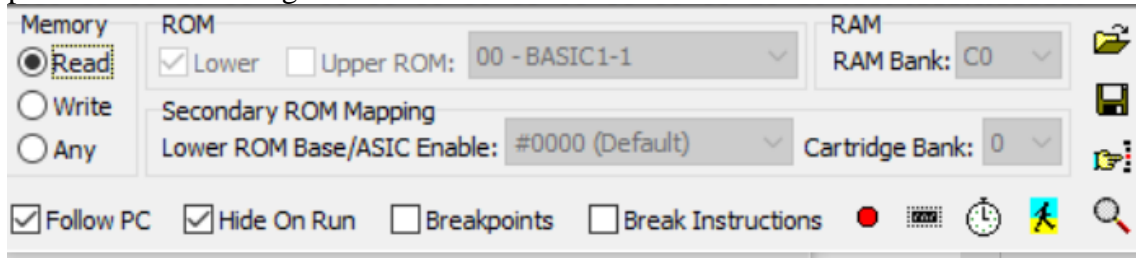 Memory
Read
Write
Any
ROM
Lower Upper ROM: 00 - BASIC1-1
RAM
RAM Bank: C0
Secondary ROM Mapping
Lower ROM Base/ASIC Enable: #0000 (Default) Cartridge Bank: 0
Follow PC Hide On Run Breakpoints Break Instructions